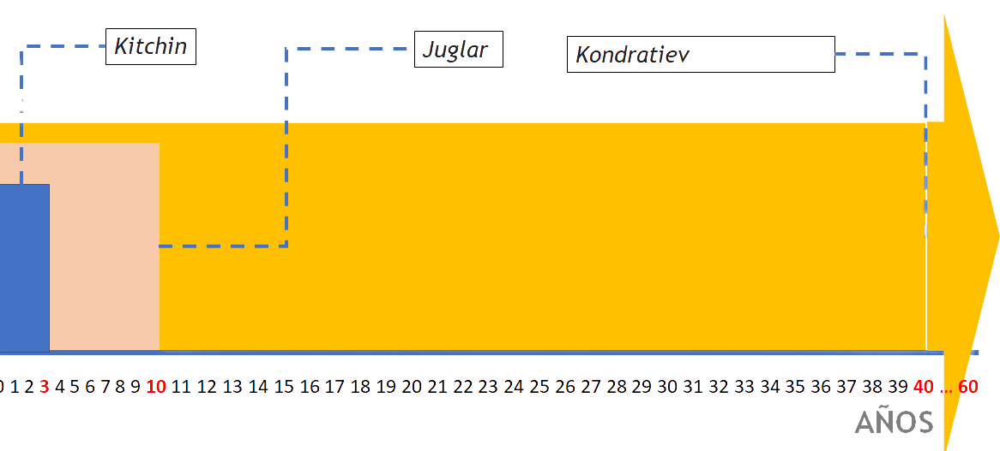 Kitchin
Juglar
Kondratiev
0 1 2 3 4 5 6 7 8 9 10 11 12 13 14 15 16 17 18 19 20 21 22 23 24 25 26 27 28 29 30 31 32 33 34 35 36 37 38 39 40 ... 60
AÑOS